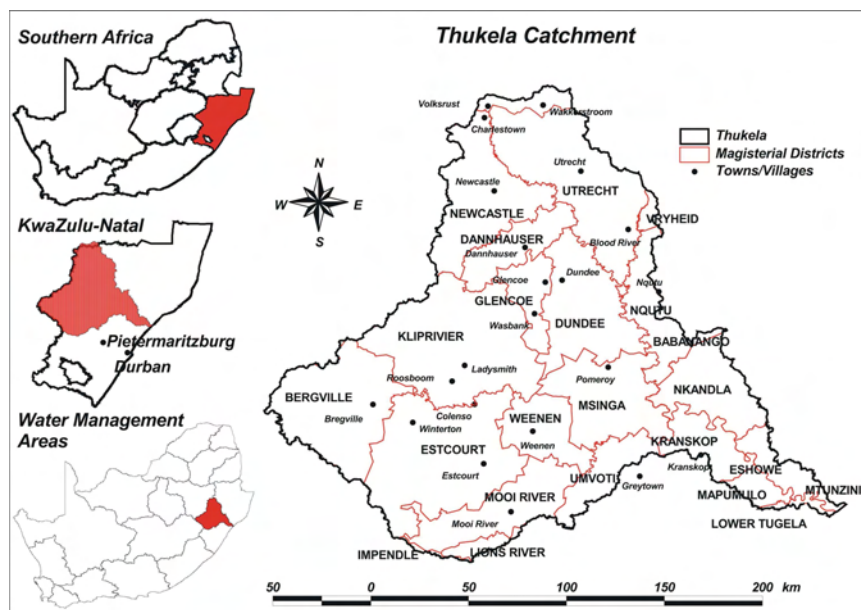 Southern Africa
Thukela Catchment
KwaZulu-Natal
Pietermaritzburg
Durban
Water Management
Areas
N
W E
S
Thukela
Magisterial Districts
Towns/Villages
Volksrust
Wakkerstroom
Charlestown
Utrecht
Newcastle
UTRECHT
NEWCASTLE
VRYHEID
DANNHAUSER
Dannhauser
Blood River
Glencoe
Dundee
Nqutu
GLENCOE
NQUTU
Wasbank
DUNDEE
KLIPRIVIER
BABANANGO
Roosboom
Ladysmith
Pomeroy
NKANDLA
BERGVILLE
MSINGA
Bregville
Colenso
WEENEN
Winterton
Weenen
ESTCOURT
KRANSKOP
Estcourt
UMVOTI
Kranskop
ESHOWE
Greytown
MAPUMULO
MTUNZINI
MOOI RIVER
Mooi River
LOWER TUGELA
IMPENDLE
LIONS RIVER
50 0 50 100 150 200 km